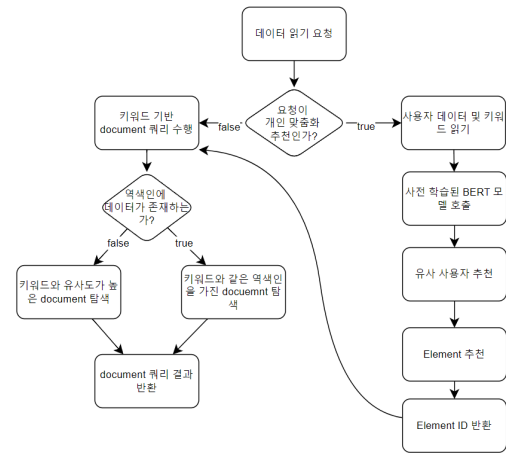 데이터 읽기 요청
요청이
개인 맞춤화
추천인가?
false
true
키워드 기반
document 쿼리 수행
사용자 데이터 및 키워
드 읽기
역색인에
데이터가 존재하는
가?
사전 학습된 BERT 모
델 호출
false
true
유사 사용자 추천
키워드와 유사도가 높
은 document 탐색
키워드와 같은 역색인
을 가진 docuemnt 탐
색
Element 추천
document 쿼리 결과
반환
Element ID 반환